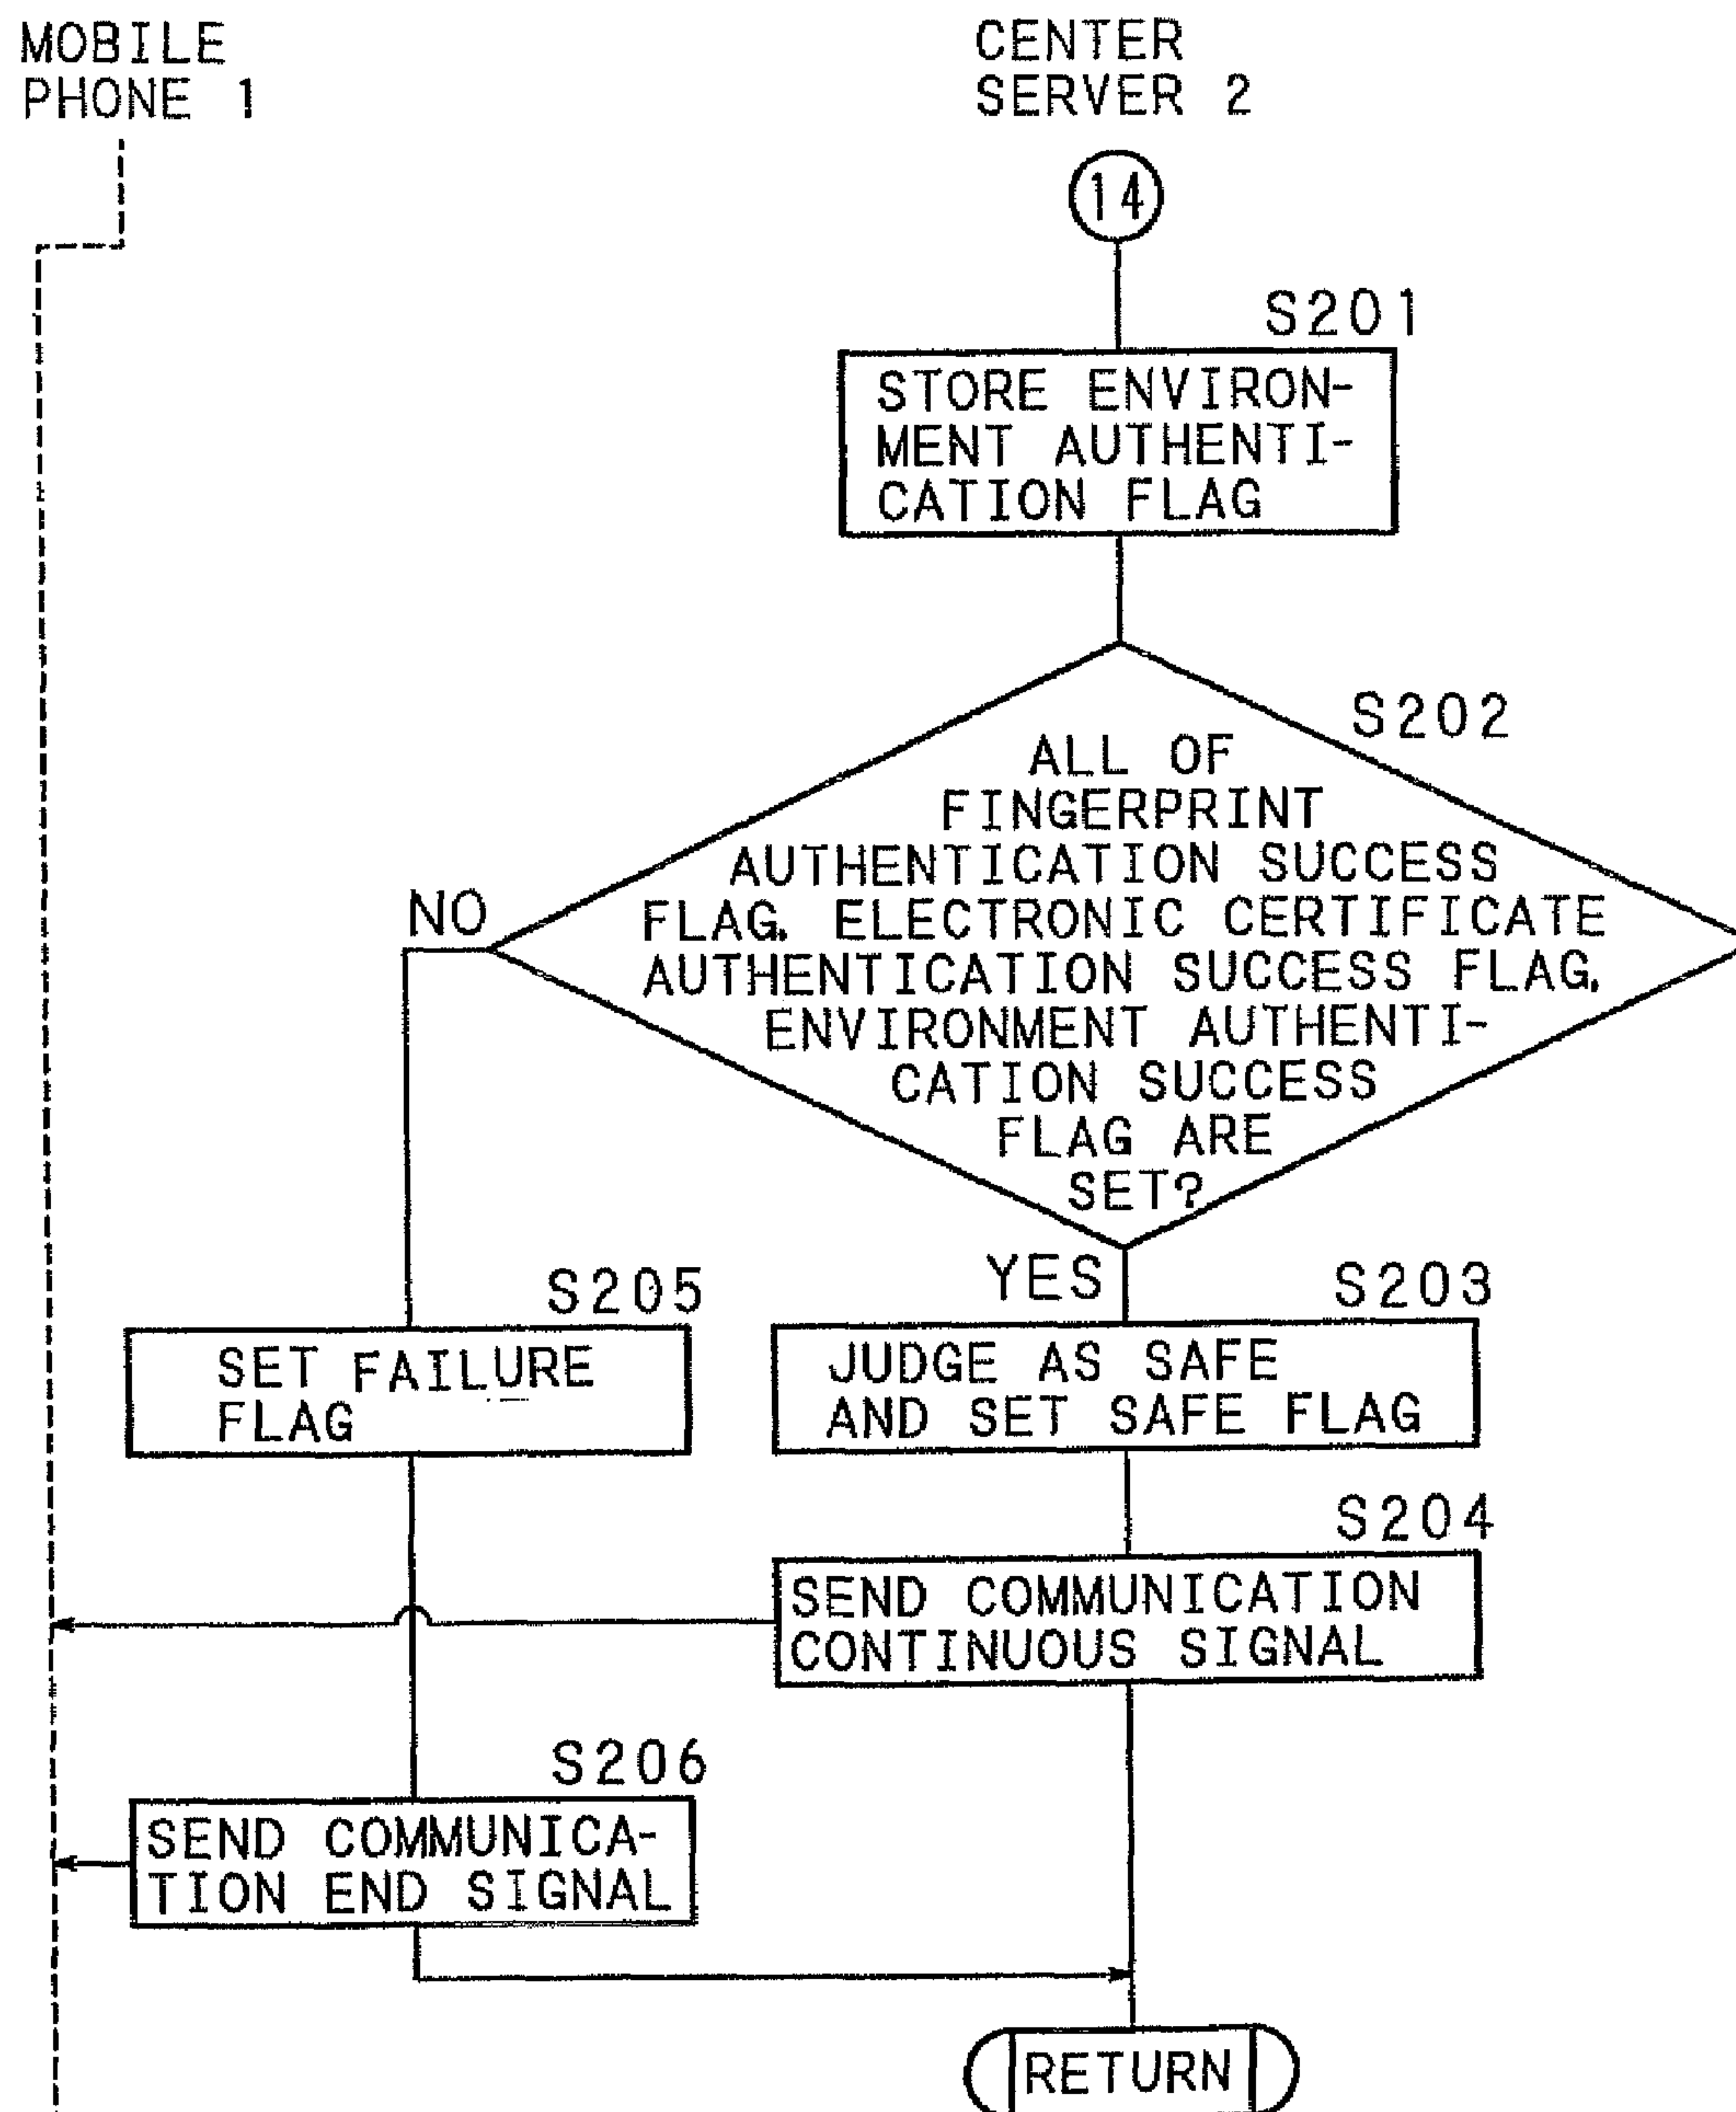 MOBILE
PHONE 1
CENTER
SERVER 2
14
S201
STORE ENVIRON-
MENT AUTHENTI-
CATION FLAG
S202
ALL OF
FINGERPRINT
AUTHENTICATION SUCCESS
FLAG, ELECTRONIC CERTIFICATE
AUTHENTICATION SUCCESS FLAG,
ENVIRONMENT AUTHENTI-
CATION SUCCESS
FLAG ARE
SET?
NO
YES
S205
SET FAILURE
FLAG
S203
JUDGE AS SAFE
AND SET SAFE FLAG
S204
SEND COMMUNICATION
CONTINUOUS SIGNAL
S206
SEND COMMUNICA-
TION END SIGNAL
RETURN